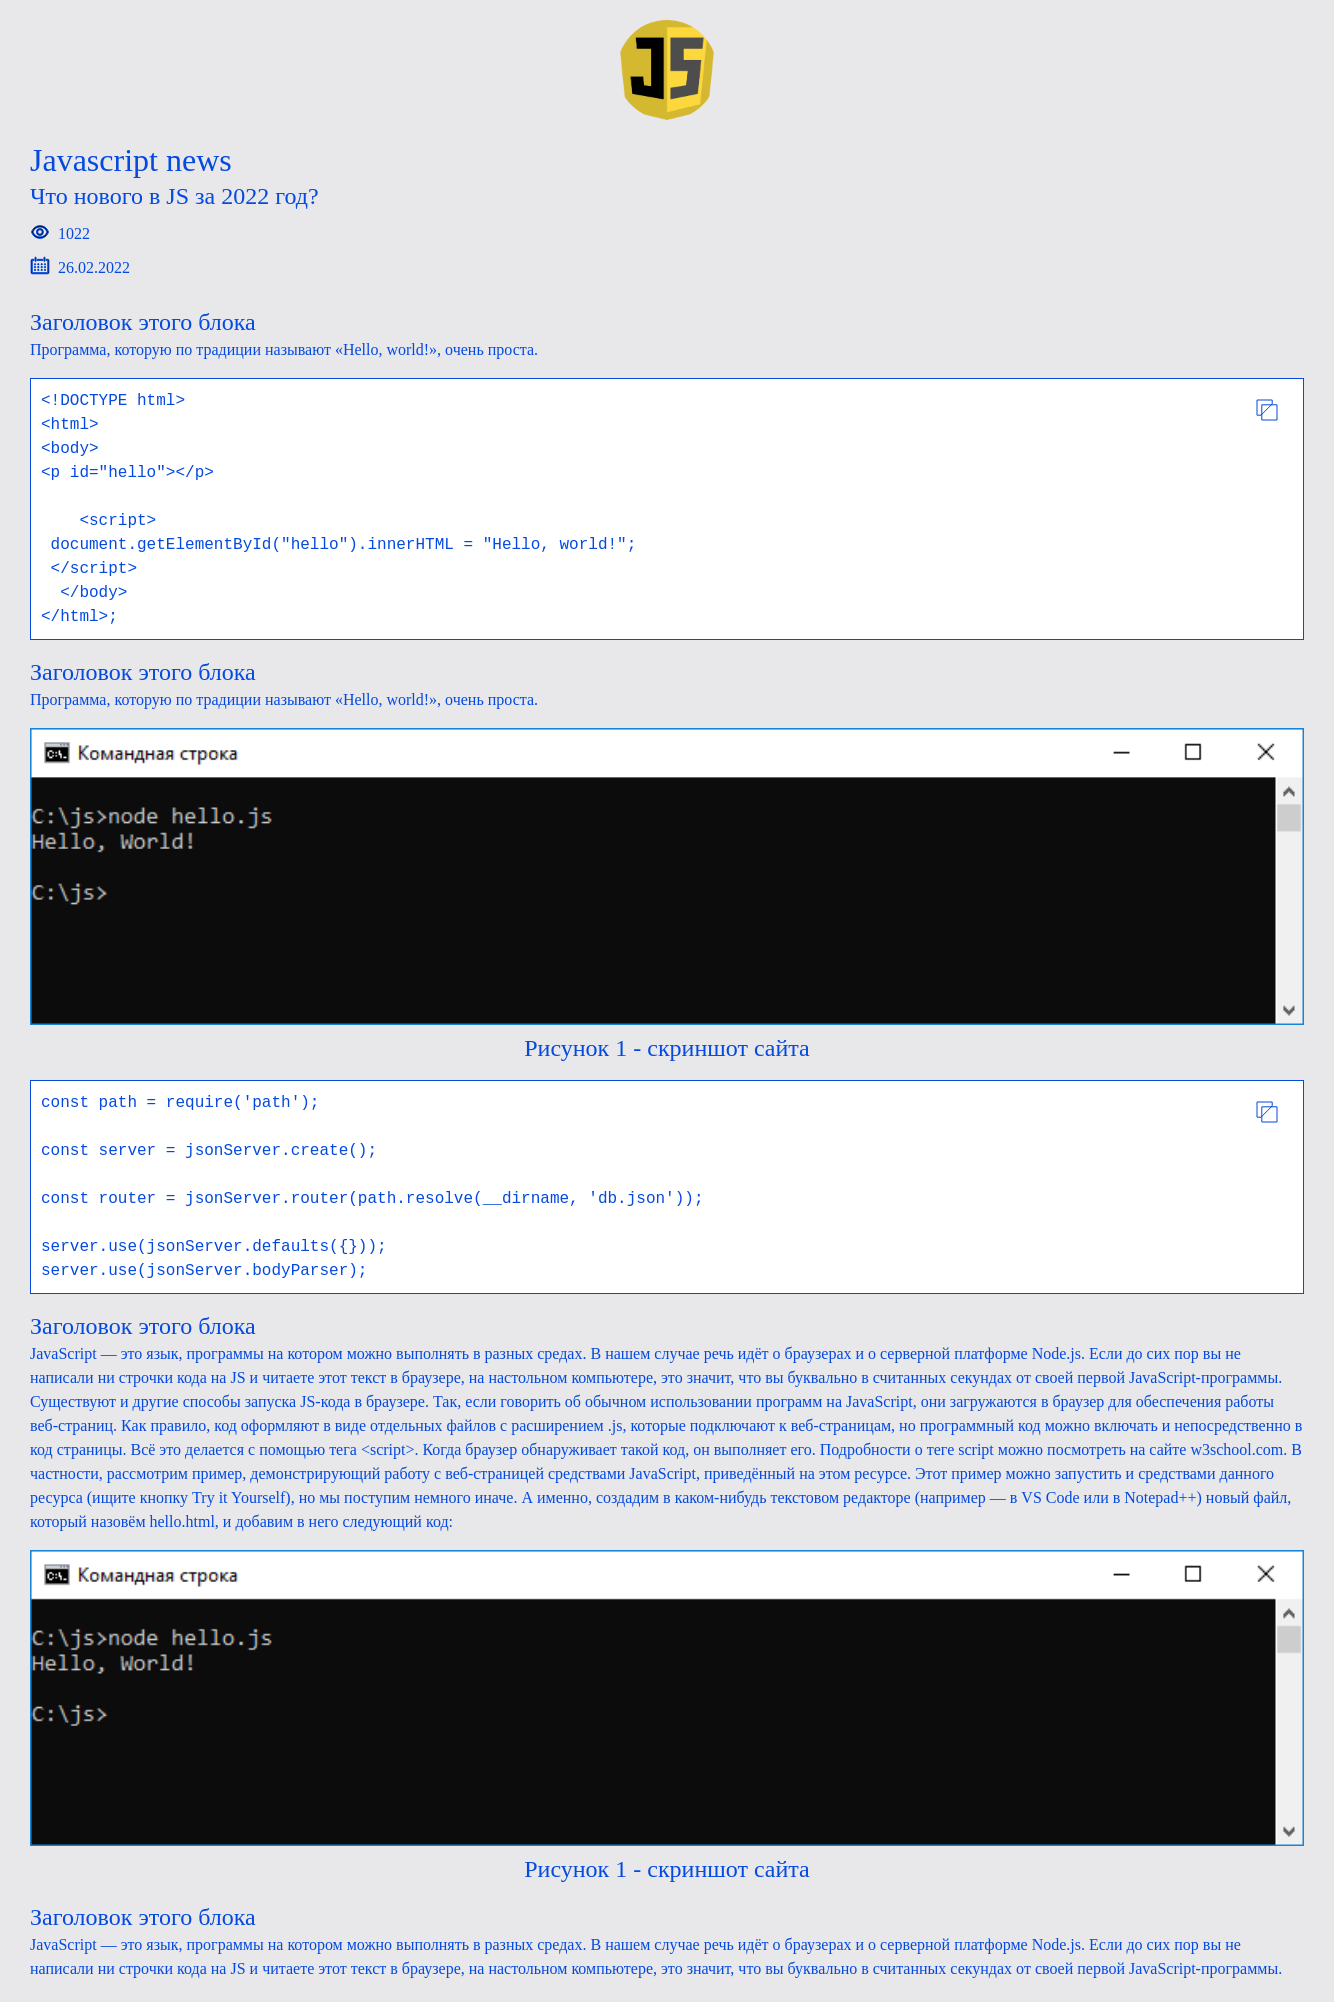 JS
Javascript news
Что нового в JS за 2022 год?
1022
26.02.2022
Заголовок этого блока
Программа, которую по традиции называют «Hello, world!», очень проста.
<!DOCTYPE html>
<html>
<body>
<p id="hello"></p>
<script>
document.getElementById("hello").innerHTML = "Hello, world!";
</script>
</body>
</html>;
Заголовок этого блока
Программа, которую по традиции называют «Hello, world!», очень проста.
C:\. Командная строка
C:\js>node hello.js
Hello, World!
C:\js>
Рисунок 1 - скриншот сайта
const path = require('path');
const server = jsonServer.create();
const router = jsonServer.router(path.resolve(__dirname, 'db.json'));
server.use(jsonServer.defaults({}));
server.use(jsonServer.bodyParser);
Заголовок этого блока
JavaScript — это язык, программы на котором можно выполнять в разных средах. В нашем случае речь идёт о браузерах и о серверной платформе Node.js. Если до сих пор вы не
написали ни строчки кода на JS и читаете этот текст в браузере, на настольном компьютере, это значит, что вы буквально в считанных секундах от своей первой JavaScript-программы.
Существуют и другие способы запуска JS-кода в браузере. Так, если говорить об обычном использовании программ на JavaScript, они загружаются в браузер для обеспечения работы
веб-страниц. Как правило, код оформляют в виде отдельных файлов с расширением .js, которые подключают к веб-страницам, но программный код можно включать и непосредственно в
код страницы. Всё это делается с помощью тега <script>. Когда браузер обнаруживает такой код, он выполняет его. Подробности о теге script можно посмотреть на сайте w3school.com. В
частности, рассмотрим пример, демонстрирующий работу с веб-страницей средствами JavaScript, приведённый на этом ресурсе. Этот пример можно запустить и средствами данного
ресурса (ищите кнопку Try it Yourself), но мы поступим немного иначе. А именно, создадим в каком-нибудь текстовом редакторе (например — в VS Code или в Notepad++) новый файл,
который назовём hello.html, и добавим в него следующий код:
C:\. Командная строка
C:\js>node hello.js
Hello, World!
C:\js>
Рисунок 1 - скриншот сайта
Заголовок этого блока
JavaScript — это язык, программы на котором можно выполнять в разных средах. В нашем случае речь идёт о браузерах и о серверной платформе Node.js. Если до сих пор вы не
написали ни строчки кода на JS и читаете этот текст в браузере, на настольном компьютере, это значит, что вы буквально в считанных секундах от своей первой JavaScript-программы.